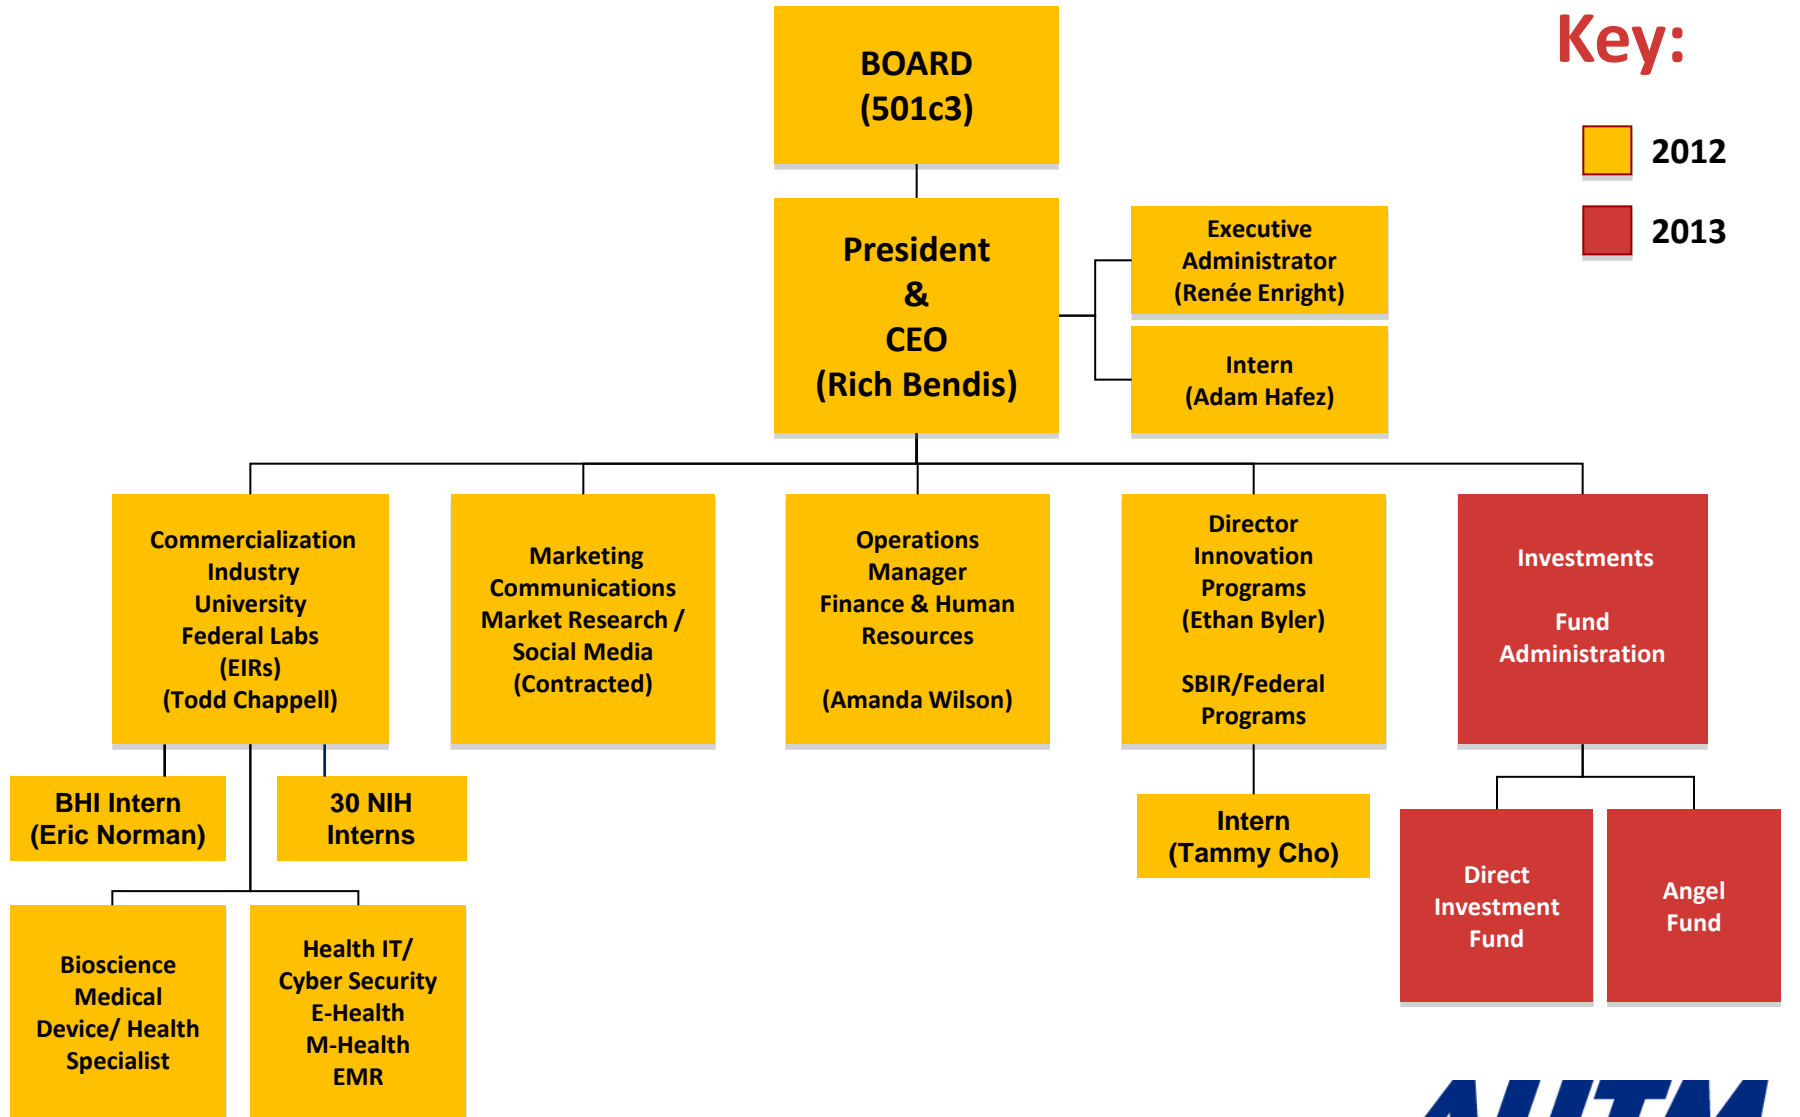 BOARD
(501c3)
Key:
2012
2013
President
&
CEO
(Rich Bendis)
Executive
Administrator
(Renée Enright)
Intern
(Adam Hafez)
Commercialization
Industry
University
Federal Labs
(EIRs)
(Todd Chappell)
Marketing
Communications
Market Research /
Social Media
(Contracted)
Operations
Manager
Finance & Human
Resources
(Amanda Wilson)
Director
Innovation
Programs
(Ethan Byler)
SBIR/Federal
Programs
Investments
Fund
Administration
BHI Intern
(Eric Norman)
30 NIH
Interns
Intern
(Tammy Cho)
Direct
Investment
Fund
Angel
Fund
Bioscience
Medical
Device/ Health
Specialist
Health IT/
Cyber Security
E-Health
M-Health
EMR
AUTM